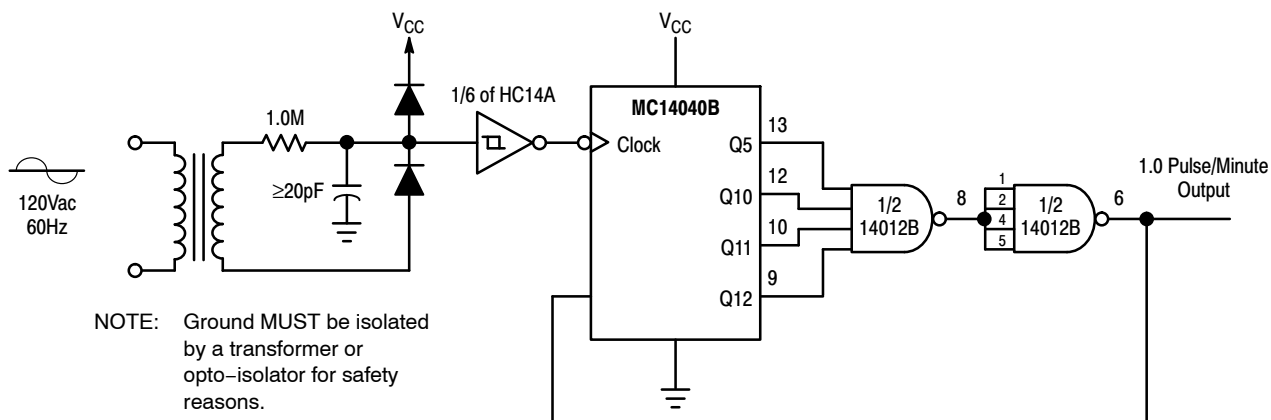 VCC
VCC
1/6 of HC14A
MC14040B
1.0M
13
Clock
Q5
1.0 Pulse/Minute
Output
≥20pF
12
1
1/2
14012B
8
2
4
5
1/2
14012B
6
120Vac
60Hz
Q10
10
Q11
9
Q12
NOTE: Ground MUST be isolated
by a transformer or
opto−isolator for safety
reasons.